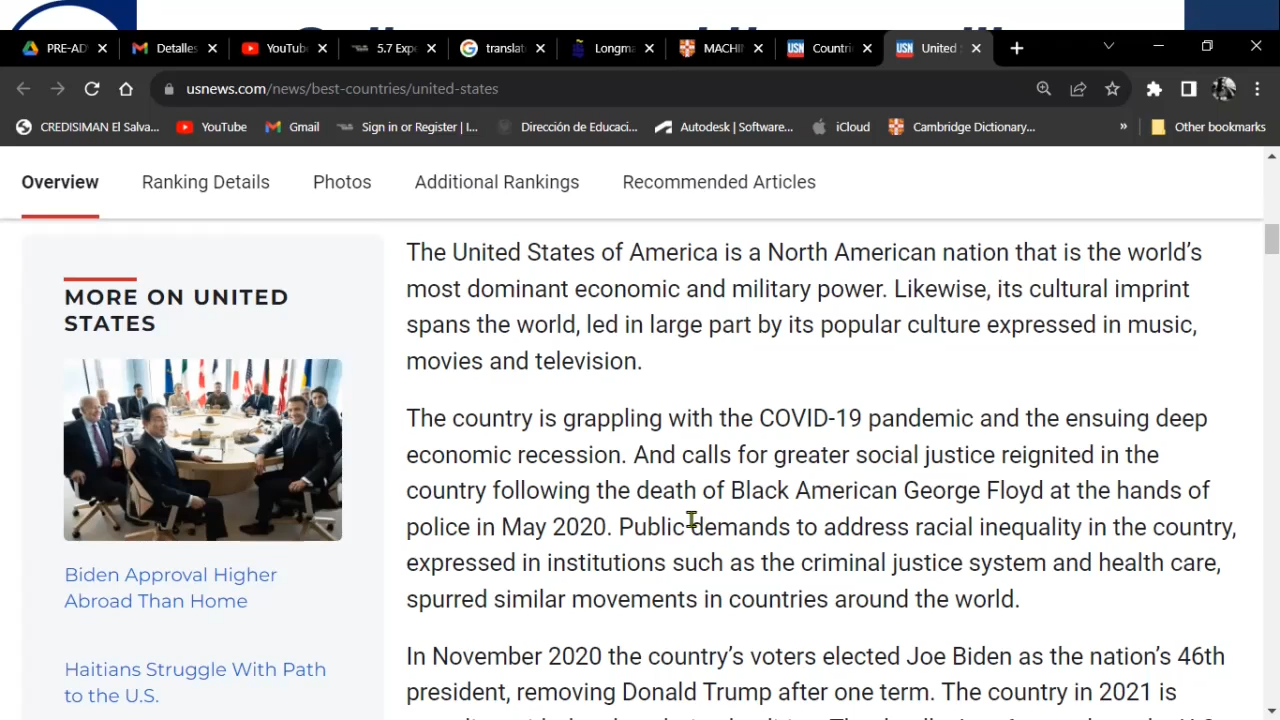 PRE-AD
Detalles
YouTube
5.7 Exp
translat
Longm
MACHI
Countri
United
usnews.com/news/best-countries/united-states
CREDISIMAN El Salva...
YouTube
Gmail
Sign in or Register | I...
Dirección de Educaci...
Autodesk | Software...
iCloud
Cambridge Dictionary...
»
Other bookmarks
Overview
Ranking Details
Photos
Additional Rankings
Recommended Articles
MORE ON UNITED
STATES
Biden Approval Higher
Abroad Than Home
Haitians Struggle With Path
to the U.S.
The United States of America is a North American nation that is the world’s
most dominant economic and military power. Likewise, its cultural imprint
spans the world, led in large part by its popular culture expressed in music,
movies and television.
The country is grappling with the COVID-19 pandemic and the ensuing deep
economic recession. And calls for greater social justice reignited in the
country following the death of Black American George Floyd at the hands of
police in May 2020. Public demands to address racial inequality in the country,
expressed in institutions such as the criminal justice system and health care,
spurred similar movements in countries around the world.
In November 2020 the country’s voters elected Joe Biden as the nation’s 46th
president, removing Donald Trump after one term. The country in 2021 is